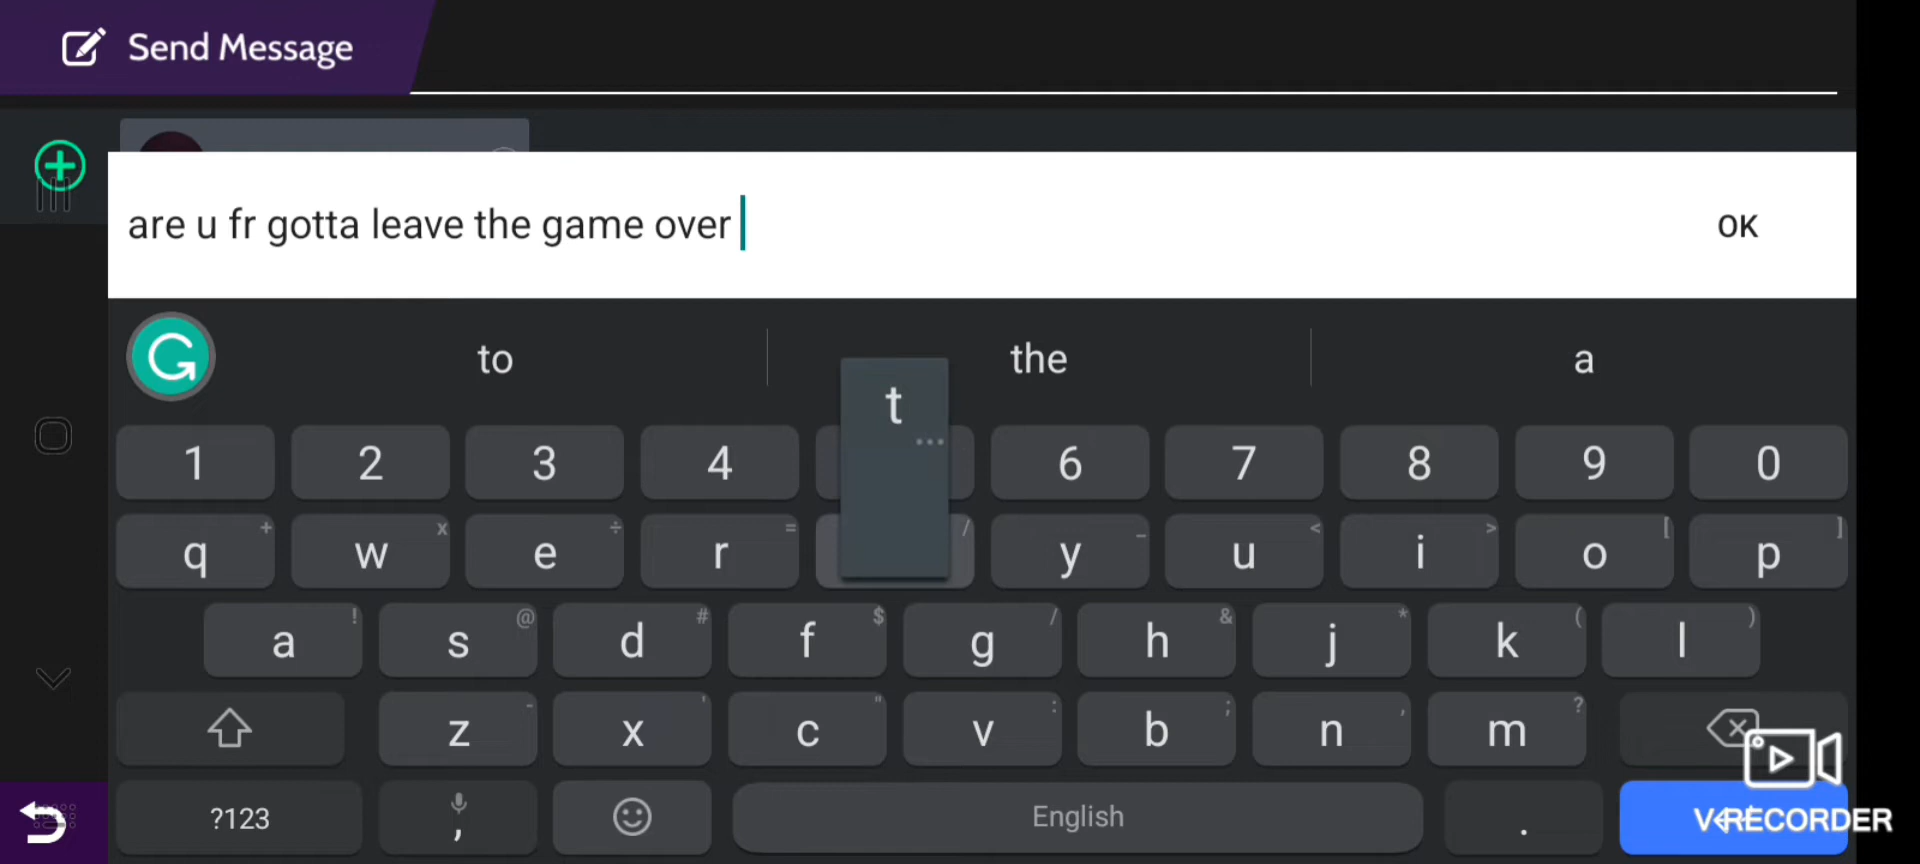 Send Message
are u fr gotta leave the game over
OK
to the a
t
1 2 3 4 6 7 8 9 0
+ x ÷ = / - < > [ ]
q w e r y u i o p
! @ # $ / & * ( )
a s d f g h j k l
- ' " : ; , ?
z x c v b n m
?123 , English .
V RECORDER